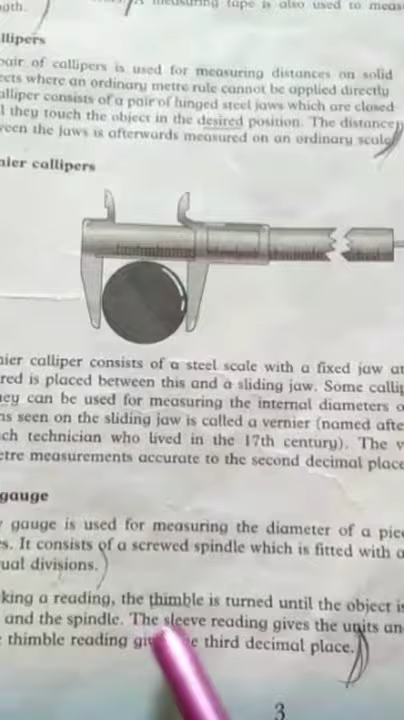 measuring tape is also used to
llipers
pair of callipers is used for measuring distances on solid
ects where an ordinary metre rule cannot be applied directly
alliper consists of a pair of hinged steel jaws which are closed
l they touch the object in the desired position. The distance
veen the jaws is afterwards measured on an ordinary scale
nier callipers
nier calliper consists of a steel scale with a fixed jaw at
red is placed between this and a sliding jaw. Some callip
hey can be used for measuring the internal diameters o
ns seen on the sliding jaw is called a vernier (named afte
ch technician who lived in the 17th century). The v
etre measurements accurate to the second decimal place
gauge
gauge is used for measuring the diameter of a piec
s. It consists of a screwed spindle which is fitted with a
ual divisions.
king a reading, the thimble is turned until the object is
and the spindle. The sleeve reading gives the units an
thimble reading third decimal place.
3